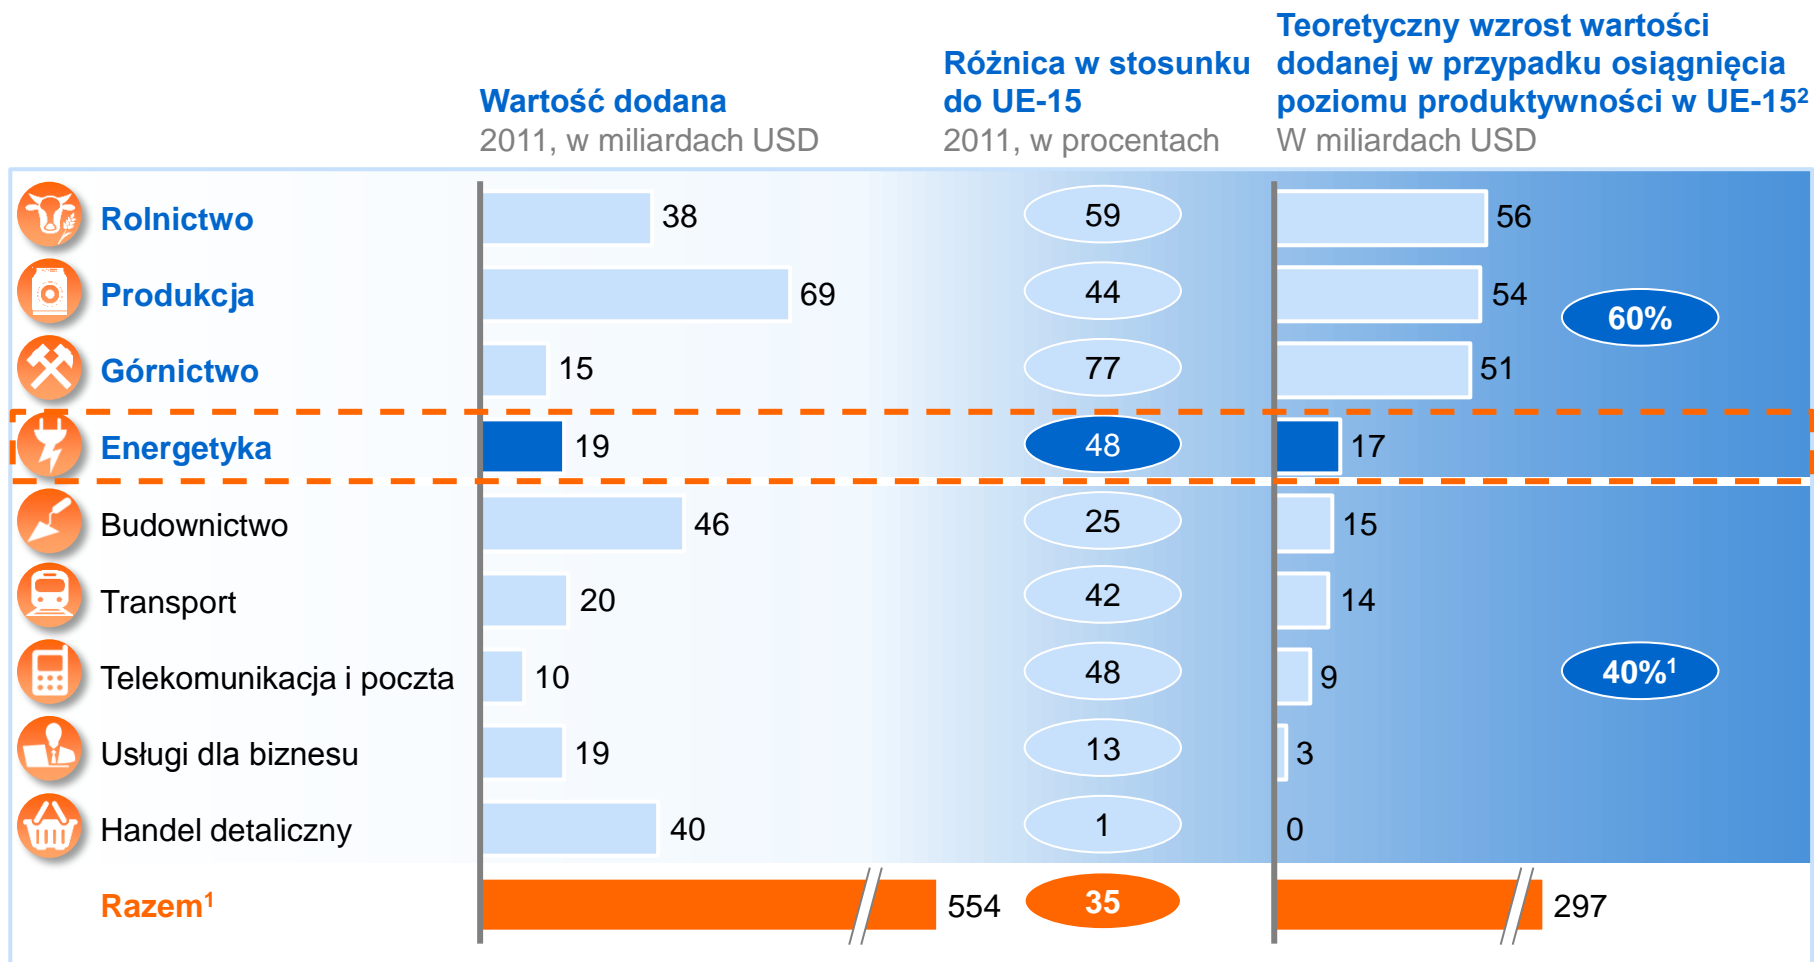 Wartość dodana
2011, w miliardach USD
Różnica w stosunku
do UE-15
2011, w procentach
Teoretyczny wzrost wartości
dodanej w przypadku osiągnięcia
poziomu produktywności w UE-15²
W miliardach USD
Rolnictwo 38 59 56
Produkcja 69 44 54
60%
Górnictwo 15 77 51
Energetyka 19 48 17
Budownictwo 46 25 15
Transport 20 42 14
Telekomunikacja i poczta 10 48 9 40%¹
Usługi dla biznesu 19 13 3
Handel detaliczny 40 1 0
Razem¹ 554 35 297